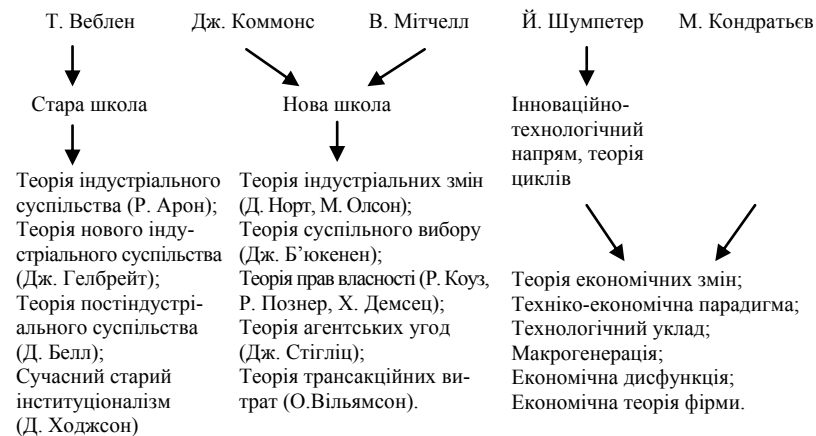 Т. Веблен
Дж. Коммонс
В. Мітчелл
Й. Шумпетер
М. Кондратьєв
Стара школа
Нова школа
Інноваційно-
технологічний
напрям, теорія
циклів
Теорія індустріального
суспільства (Р. Арон);
Теорія нового інду-
стріального суспільства
(Дж. Гелбрейт);
Теорія постіндустрі-
ального суспільства
(Д. Белл);
Сучасний старий
інституціоналізм
(Д. Ходжсон)
Теорія індустріальних змін
(Д. Норт, М. Олсон);
Теорія суспільного вибору
(Дж. Б’юкенен);
Теорія прав власності (Р. Коуз,
Р. Познер, Х. Демсец);
Теорія агентських угод
(Дж. Стігліц);
Теорія трансакційних ви-
трат (О.Вільямсон).
Теорія економічних змін;
Техніко-економічна парадигма;
Технологічний уклад;
Макрогенерація;
Економічна дисфункція;
Економічна теорія фірми.